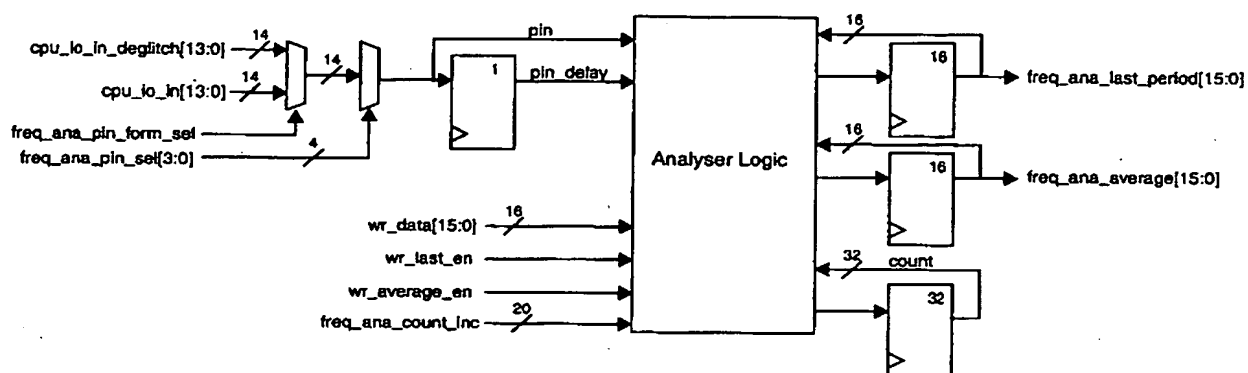 pin
16
cpu_io_in_deglitch[13:0]
14
14
1
pin_delay
16
freq_ana_last_period[15:0]
cpu_io_in[13:0]
14
freq_ana_pin_form_sel
freq_ana_pin_sel[3:0]
4
Analyser Logic
16
16
freq_ana_average[15:0]
wr_data[15:0]
16
wr_last_en
32
count
wr_average_en
32
freq_ana_count_inc
20